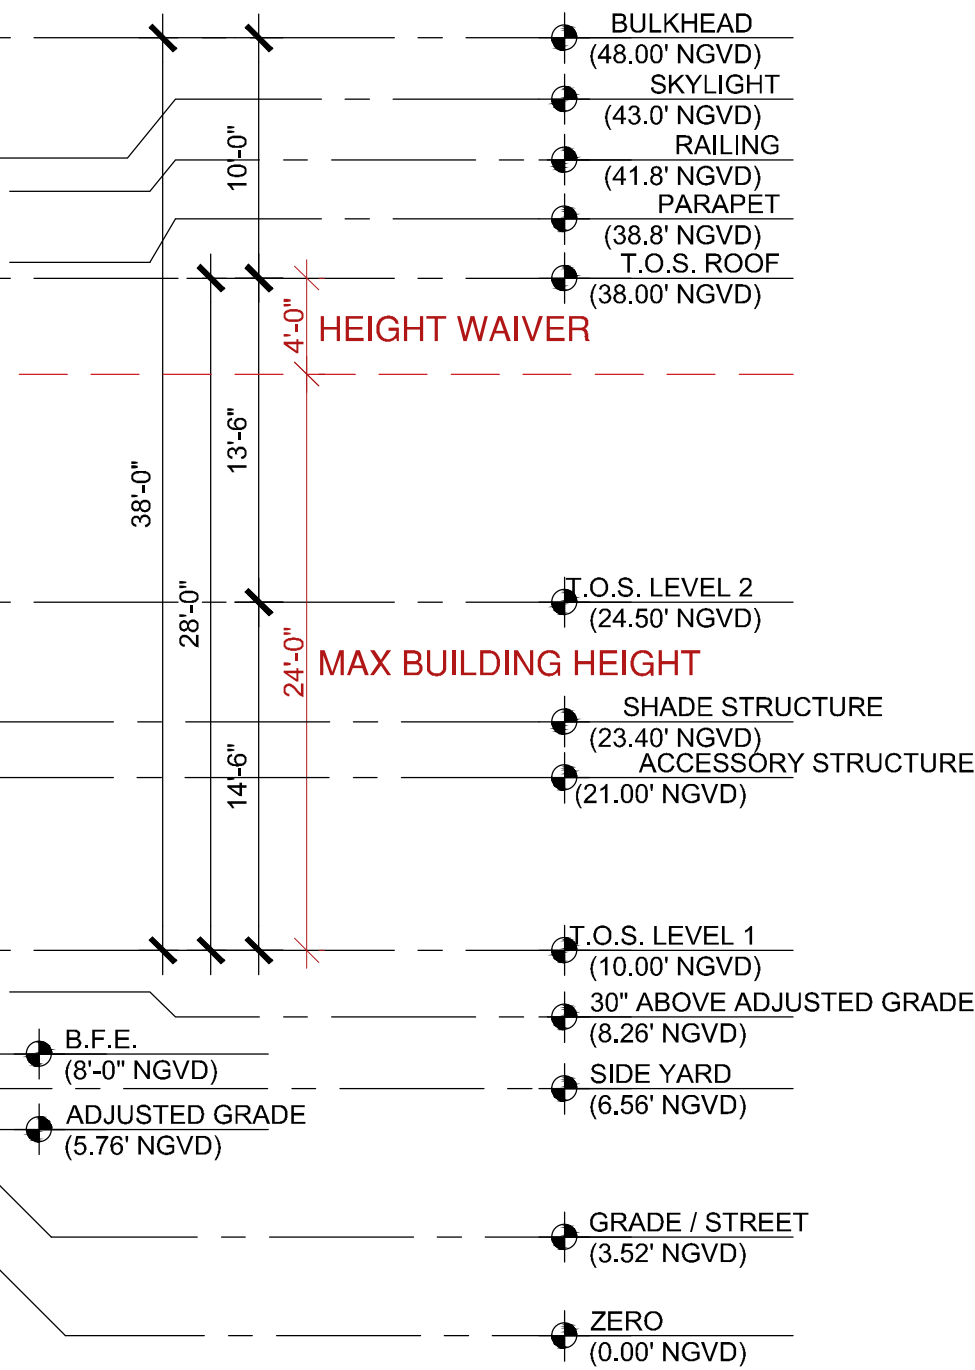 BULKHEAD
(48.00' NGVD)
SKYLIGHT
(43.0' NGVD)
RAILING
(41.8' NGVD)
PARAPET
(38.8' NGVD)
T.O.S. ROOF
(38.00' NGVD)
10'-0"
4'-0"
HEIGHT WAIVER
13'-6"
38'-0"
28'-0"
T.O.S. LEVEL 2
(24.50' NGVD)
24'-0"
MAX BUILDING HEIGHT
SHADE STRUCTURE
(23.40' NGVD)
14'-6"
ACCESSORY STRUCTURE
(21.00' NGVD)
T.O.S. LEVEL 1
(10.00' NGVD)
30" ABOVE ADJUSTED GRADE
(8.26' NGVD)
B.F.E.
(8'-0" NGVD)
SIDE YARD
(6.56' NGVD)
ADJUSTED GRADE
(5.76' NGVD)
GRADE / STREET
(3.52' NGVD)
ZERO
(0.00' NGVD)